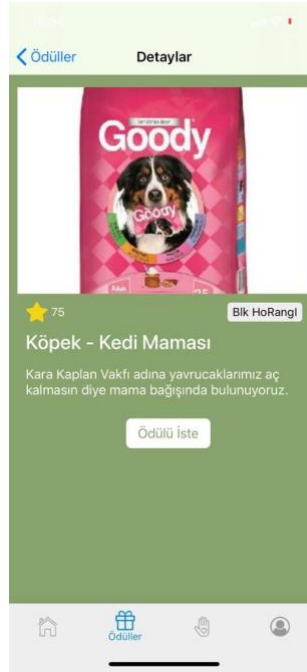 Ödüller
Detaylar
Goody
Goody
75
Blk HoRangI
Köpek - Kedi Maması
Kara Kaplan Vakfı adına yavrucaklarımız aç
kalmasın diye mama bağışında bulunuyoruz.
Ödülü İste
Ödüller